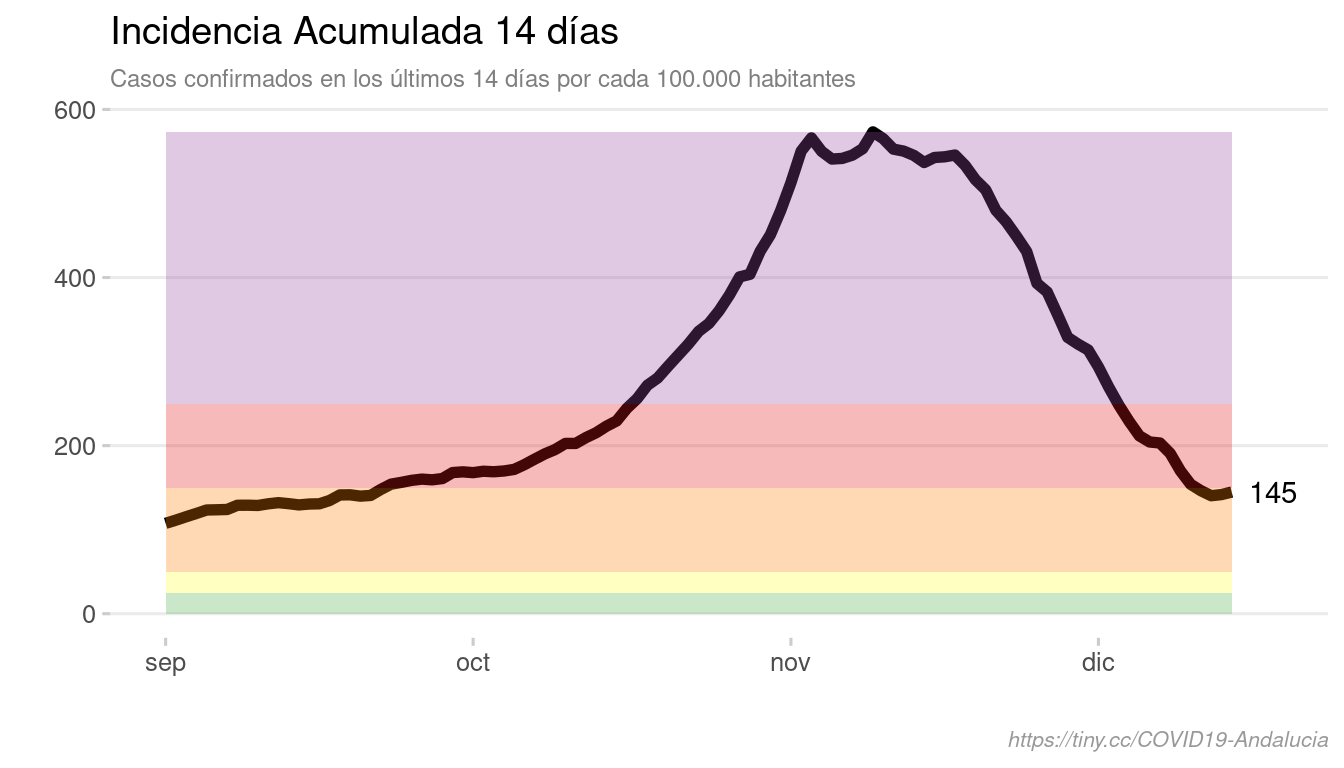 Incidencia Acumulada 14 días
Casos confirmados en los últimos 14 días por cada 100.000 habitantes
600
400
200
0
145
sep oct nov dic
https://tiny.cc/COVID19-Andalucia